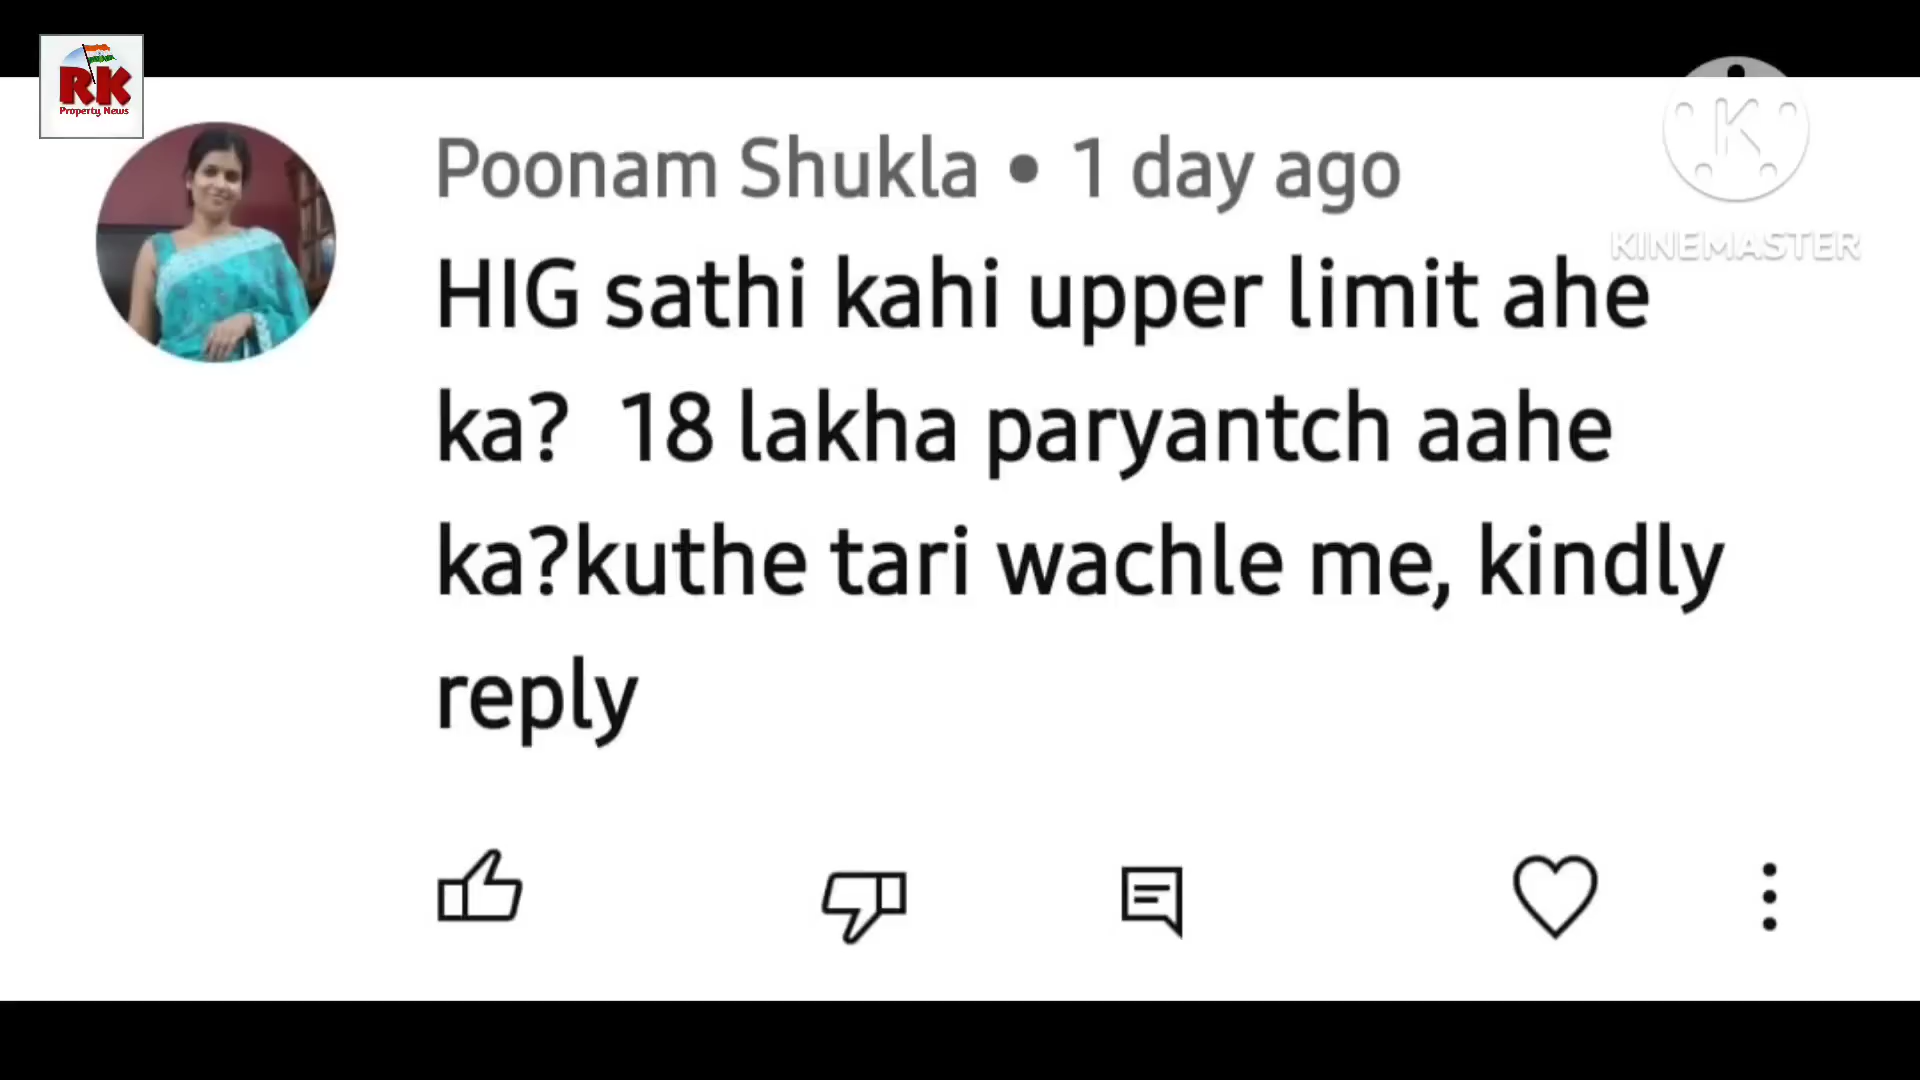 RK
Property News
K
KINEMASTER
Poonam Shukla • 1 day ago
HIG sathi kahi upper limit ahe
ka?  18 lakha paryantch aahe
ka?kuthe tari wachle me, kindly
reply